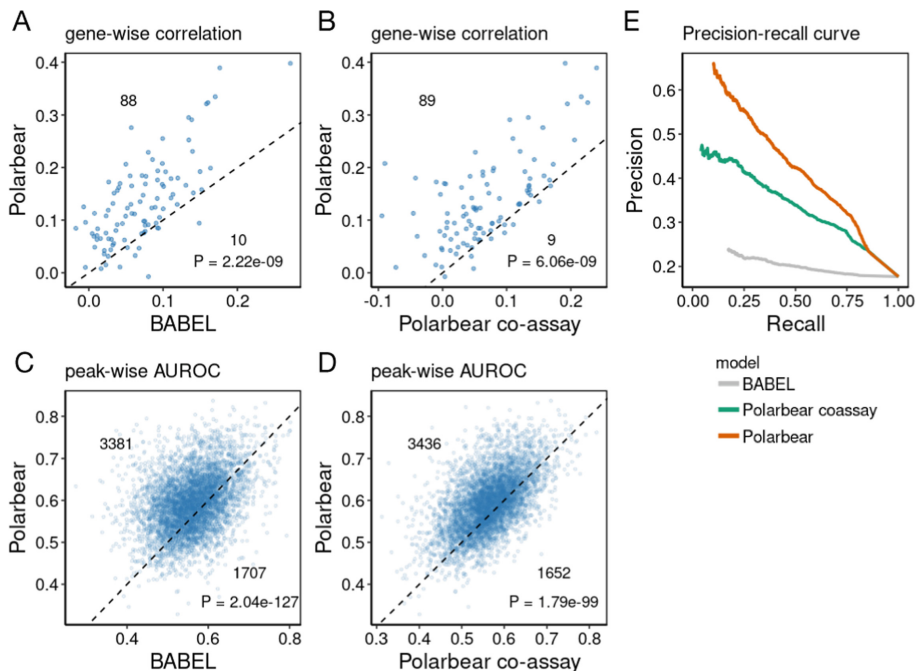 A
gene-wise correlation
Polarbear
0.4
0.3
0.2
0.1
0.0
88
10
P = 2.22e-09
0.0
0.1
0.2
BABEL
B
gene-wise correlation
Polarbear
0.4
0.3
0.2
0.1
0.0
89
9
P = 6.06e-09
-0.1
0.0
0.1
0.2
Polarbear co-assay
E
Precision-recall curve
Precision
0.6
0.5
0.4
0.3
0.2
0.00
0.25
0.50
0.75
1.00
Recall
model
BABEL
Polarbear coassay
Polarbear
C
peak-wise AUROC
Polarbear
0.8
0.7
0.6
0.5
0.4
3381
1707
P = 2.04e-127
0.4
0.6
0.8
BABEL
D
peak-wise AUROC
Polarbear
0.8
0.7
0.6
0.5
0.4
3436
1652
P = 1.79e-99
0.3
0.4
0.5
0.6
0.7
0.8
Polarbear co-assay